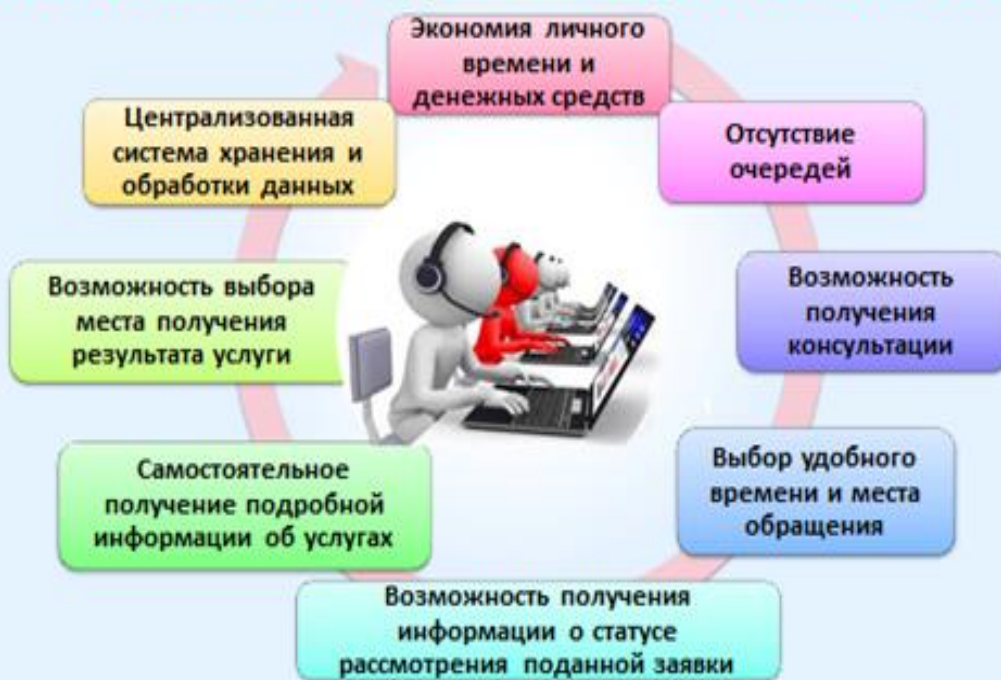 Экономия личного
времени и
денежных средств
Отсутствие
очередей
Возможность
получения
консультации
Выбор удобного
времени и места
обращения
Возможность получения
информации о статусе
рассмотрения поданной заявки
Самостоятельное
получение подробной
информации об услугах
Возможность выбора
места получения
результата услуги
Централизованная
система хранения и
обработки данных